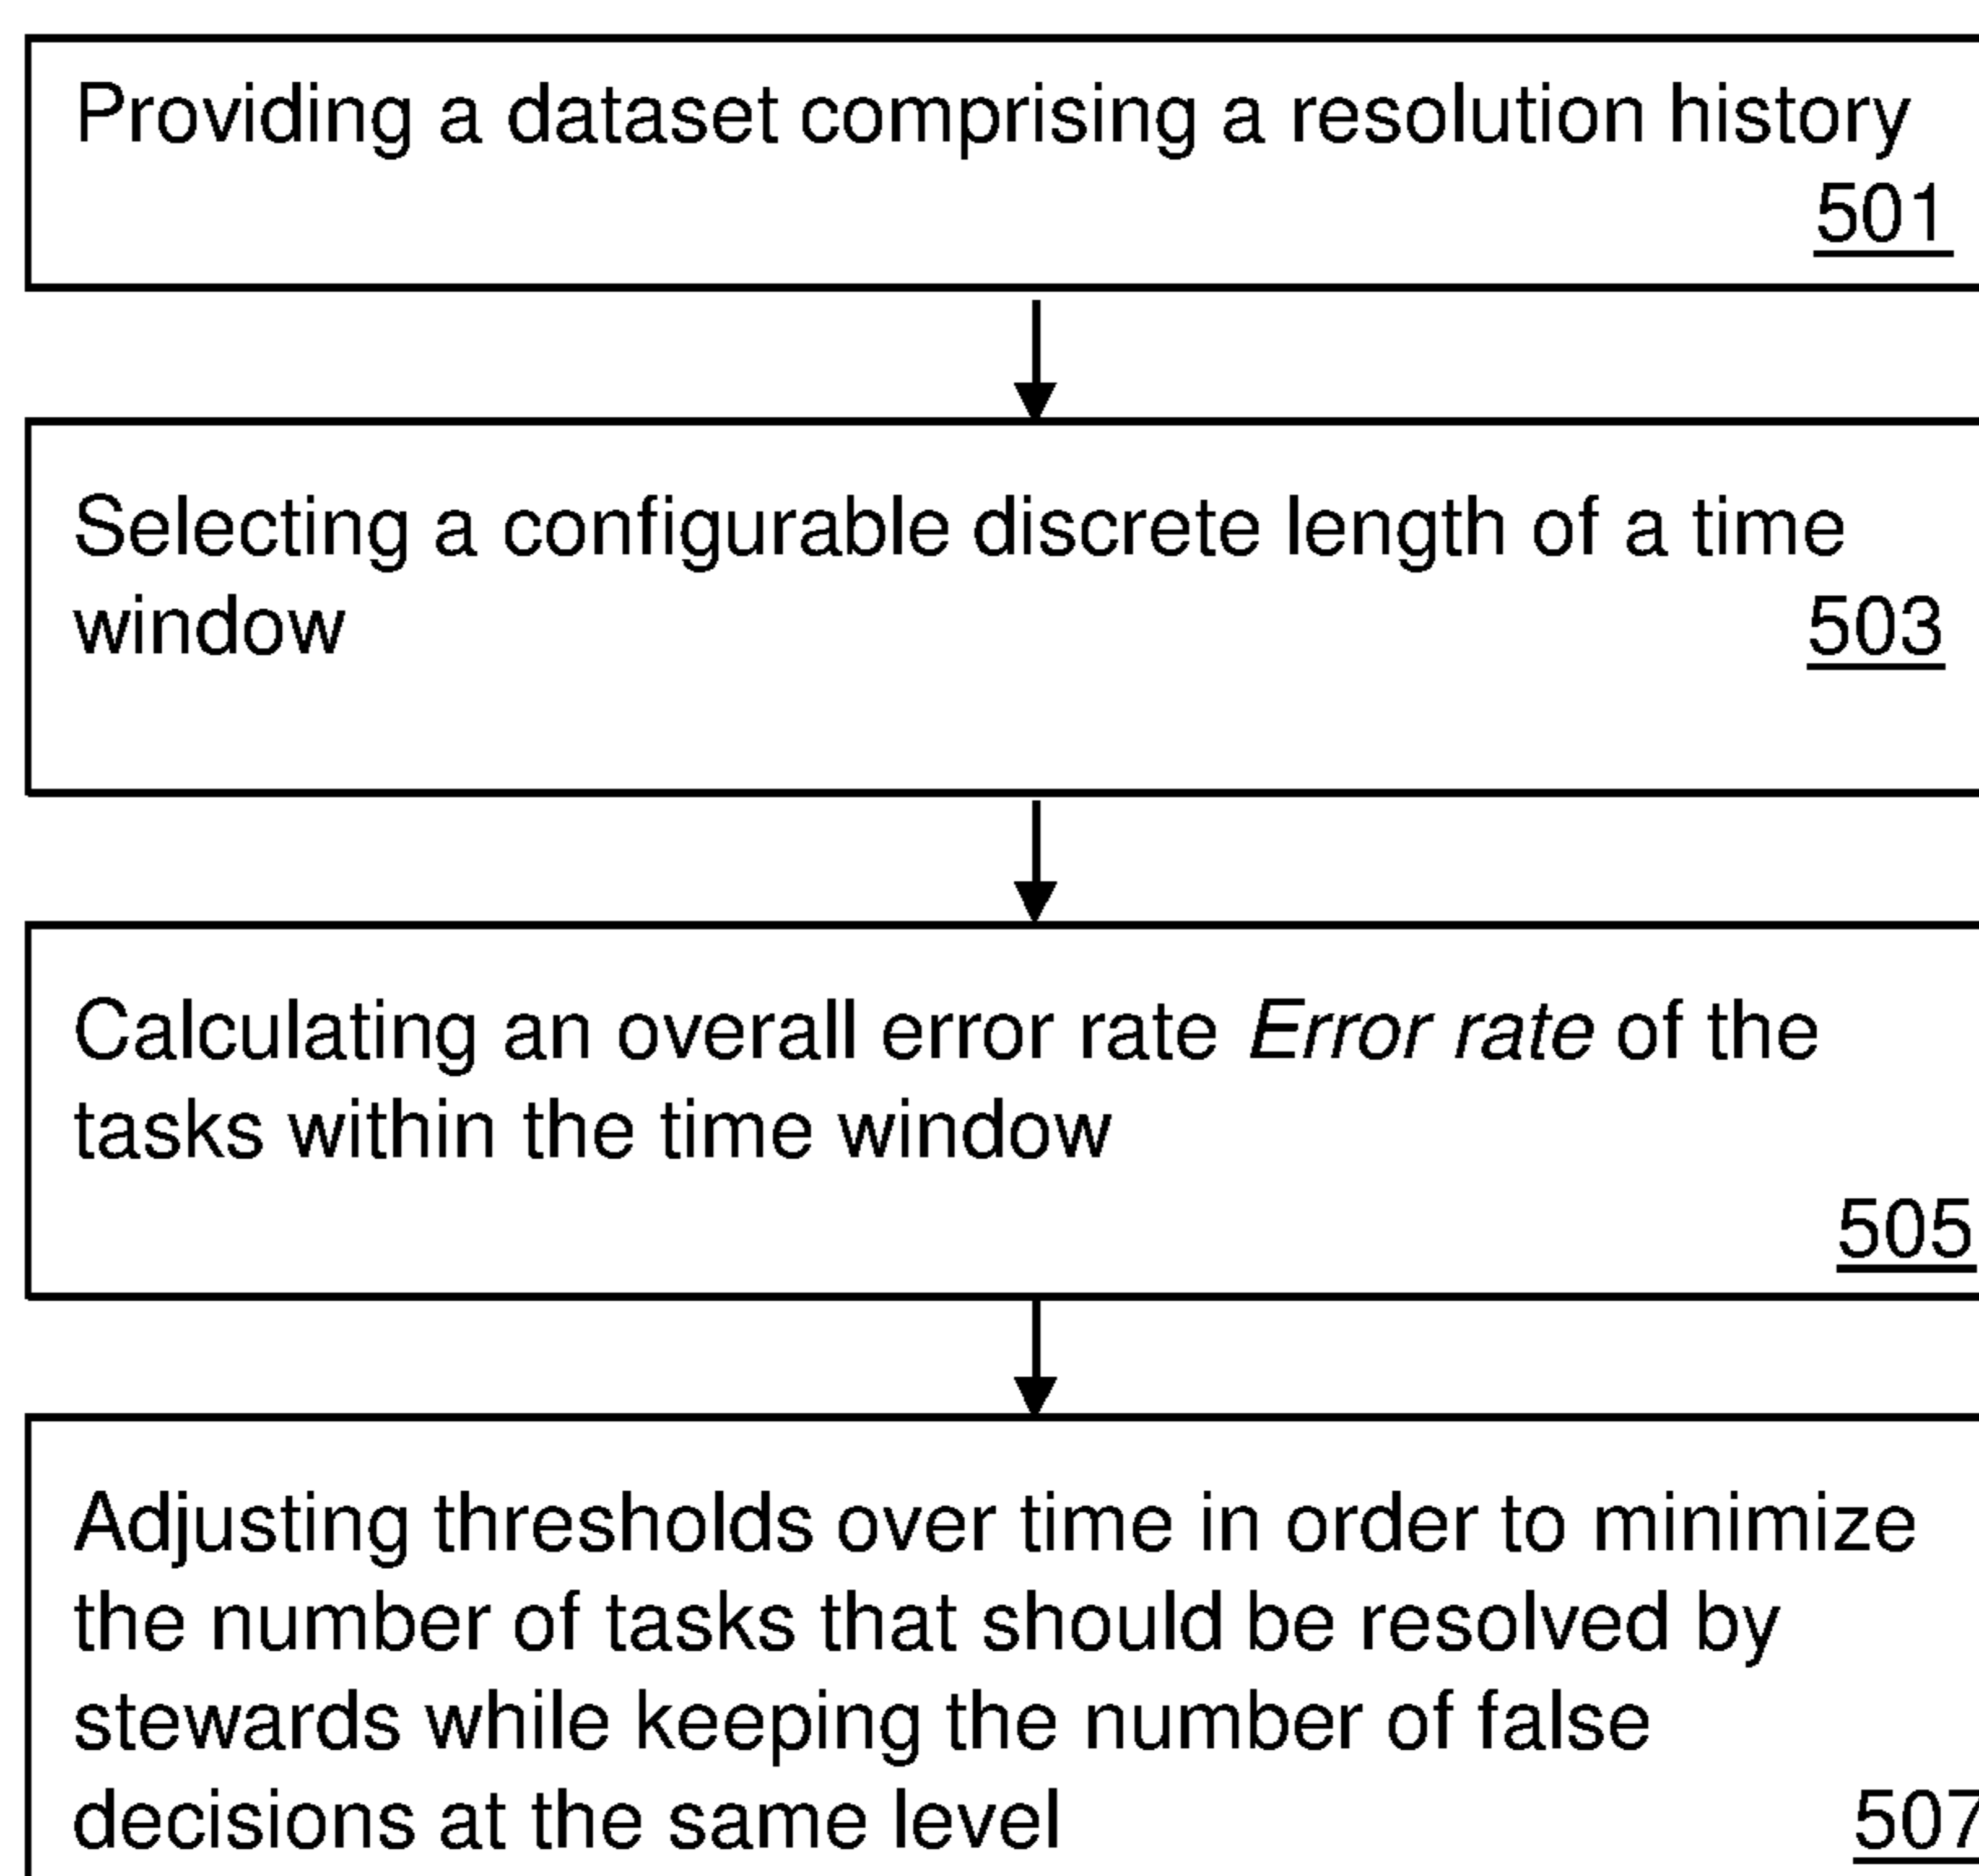 Providing a dataset comprising a resolution history
501
Selecting a configurable discrete length of a time
window 503
Calculating an overall error rate Error rate of the
tasks within the time window
505
Adjusting thresholds over time in order to minimize
the number of tasks that should be resolved by
stewards while keeping the number of false
decisions at the same level 507